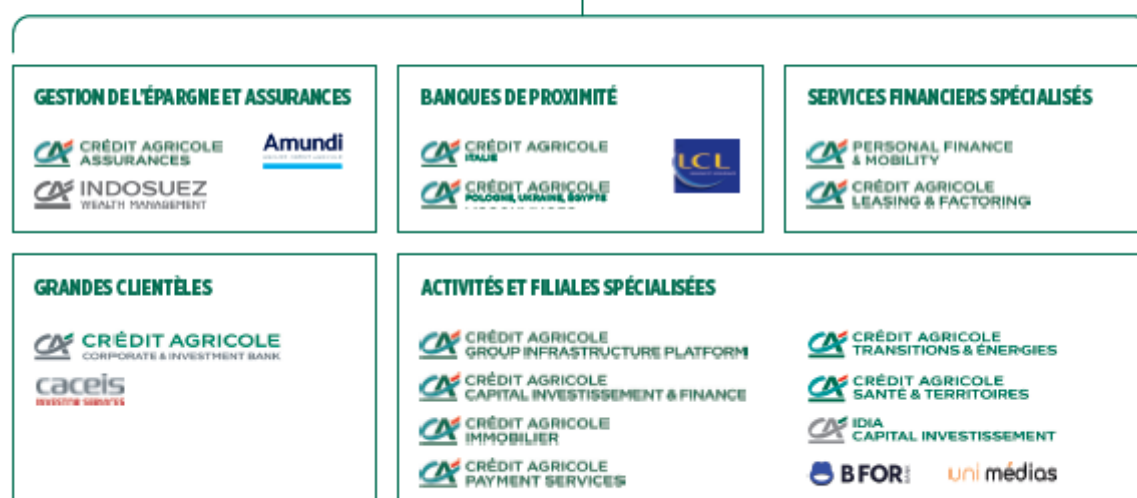 GESTION DE L'ÉPARGNE ET ASSURANCES
CRÉDIT AGRICOLE
ASSURANCES
Amundi
INDOSUEZ
WEALTH MANAGEMENT
BANQUES DE PROXIMITÉ
CRÉDIT AGRICOLE
ITALIE
LCL
CRÉDIT AGRICOLE
POLOGNE, UKRAINE, ÉGYPTE
SERVICES FINANCIERS SPÉCIALISÉS
PERSONAL FINANCE
& MOBILITY
CRÉDIT AGRICOLE
LEASING & FACTORING
GRANDES CLIENTÈLES
CRÉDIT AGRICOLE
CORPORATE & INVESTMENT BANK
caceis
INVESTOR SERVICES
ACTIVITÉS ET FILIALES SPÉCIALISÉES
CRÉDIT AGRICOLE
GROUP INFRASTRUCTURE PLATFORM
CRÉDIT AGRICOLE
CAPITAL INVESTISSEMENT & FINANCE
CRÉDIT AGRICOLE
IMMOBILIER
CRÉDIT AGRICOLE
PAYMENT SERVICES
CRÉDIT AGRICOLE
TRANSITIONS & ÉNERGIES
CRÉDIT AGRICOLE
SANTÉ & TERRITOIRES
IDIA
CAPITAL INVESTISSEMENT
BFOR
uni médias